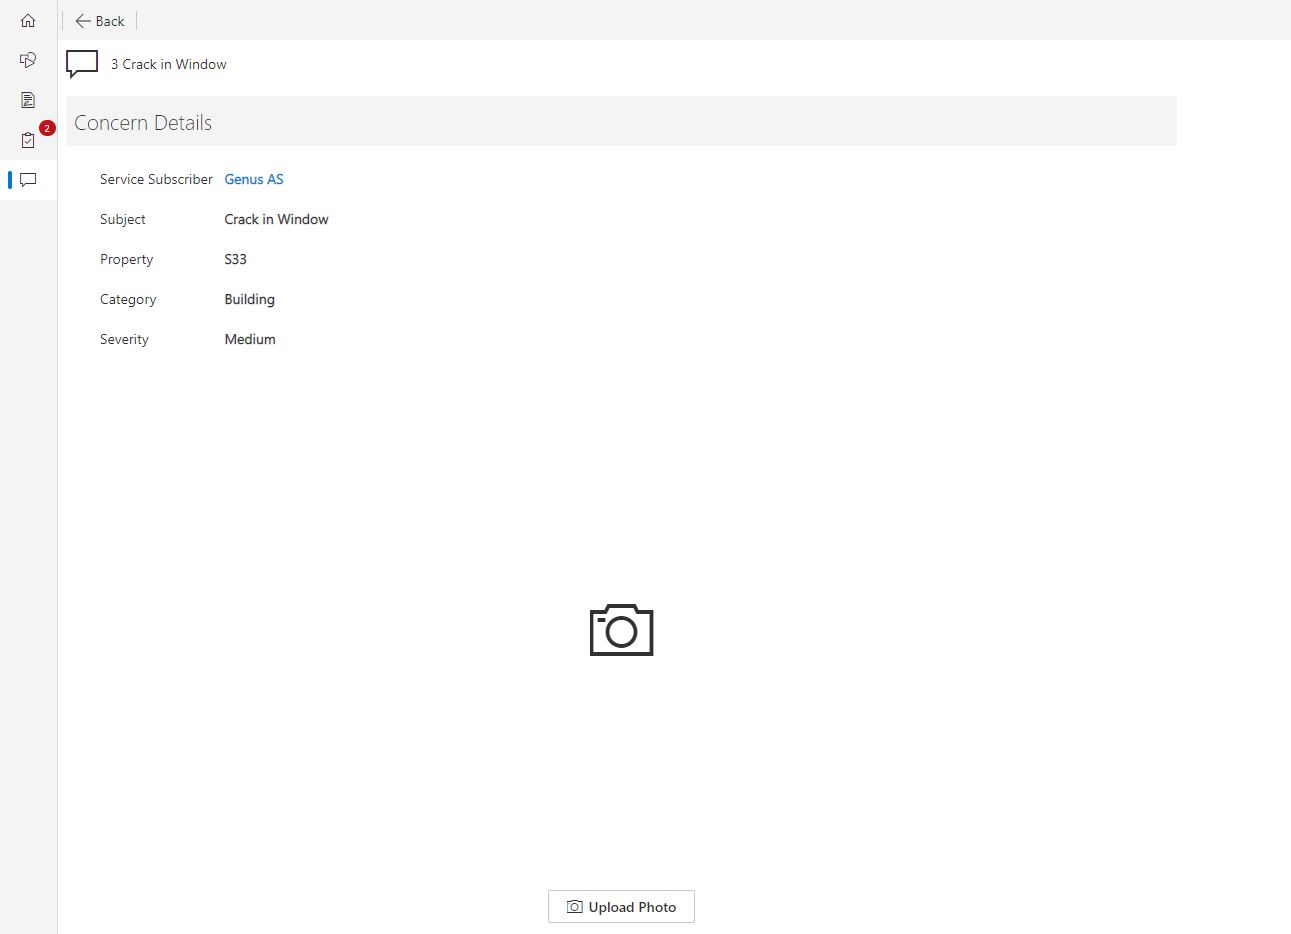 Back
3 Crack in Window
Concern Details
2
Service Subscriber Genus AS
Subject Crack in Window
Property S33
Category Building
Severity Medium
Upload Photo